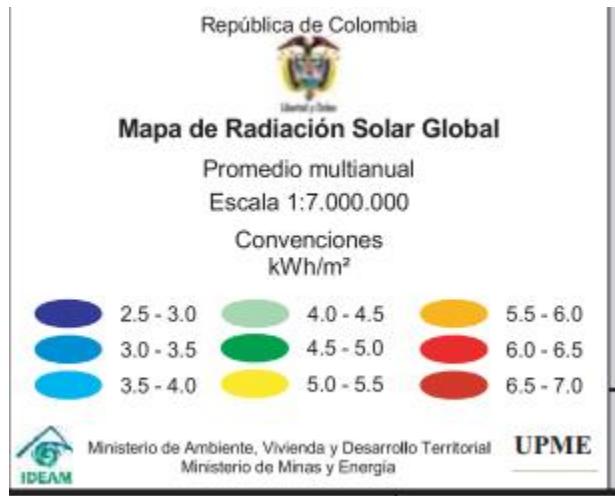 República de Colombia
Libertad y Orden
Mapa de Radiación Solar Global
Promedio multianual
Escala 1:7.000.000
Convenciones
kWh/m²
2.5 - 3.0 4.0 - 4.5 5.5 - 6.0
3.0 - 3.5 4.5 - 5.0 6.0 - 6.5
3.5 - 4.0 5.0 - 5.5 6.5 - 7.0
IDEAM
Ministerio de Ambiente, Vivienda y Desarrollo Territorial
Ministerio de Minas y Energía
UPME